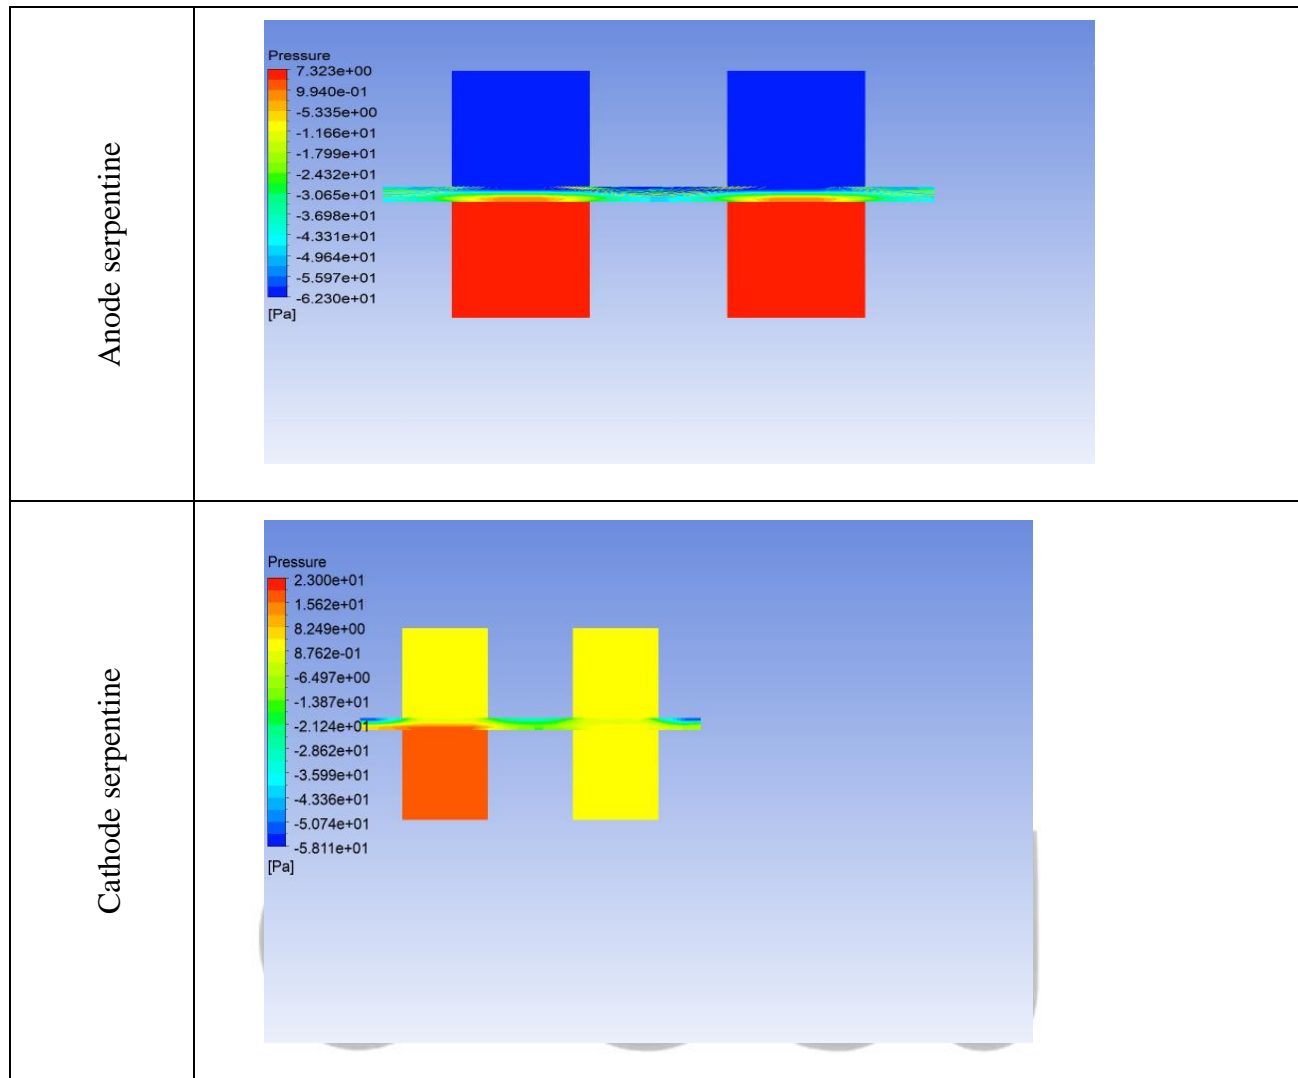 Anode serpentine
Pressure
7.323e+00
9.940e-01
-5.335e+00
-1.166e+01
-1.799e+01
-2.432e+01
-3.065e+01
-3.698e+01
-4.331e+01
-4.964e+01
-5.597e+01
-6.230e+01
[Pa]
Cathode serpentine
Pressure
2.300e+01
1.562e+01
8.249e+00
8.762e-01
-6.497e+00
-1.387e+01
-2.124e+01
-2.862e+01
-3.599e+01
-4.336e+01
-5.074e+01
-5.811e+01
[Pa]